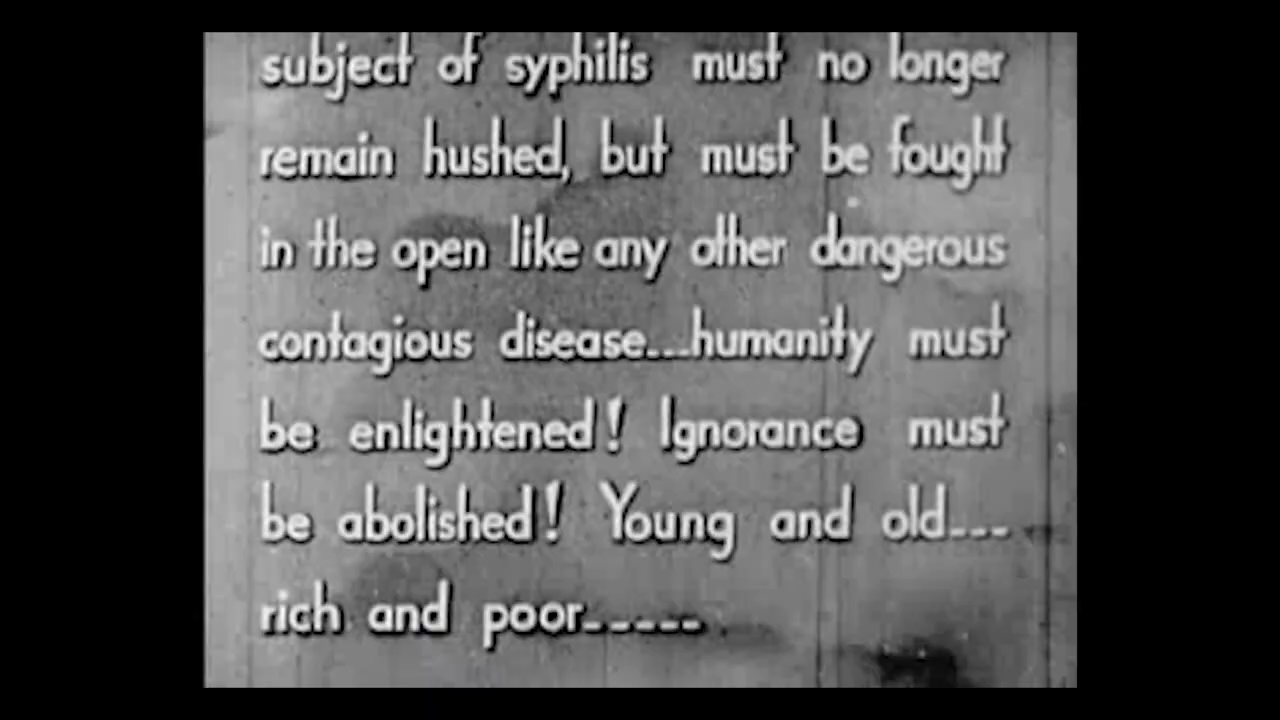 subject of syphilis must no longer
remain hushed, but must be fought
in the open like any other dangerous
contagious disease...humanity must
be enlightened! Ignorance must
be abolished! Young and old---
rich and poor-----